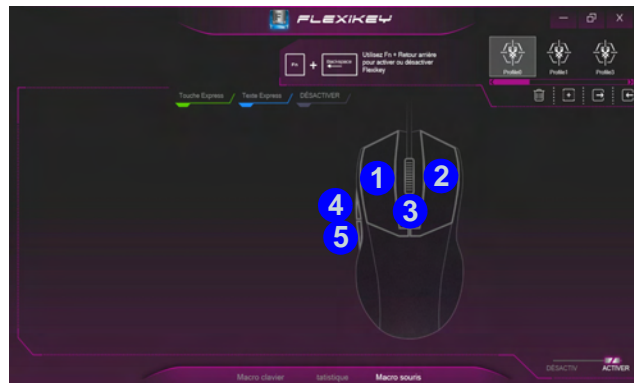 FLEXIKEY
Fn + Backspace
Utilisez Fn + Retour arrière
pour activer ou désactiver
Flexikey
Profile0 Profile1 Profile3
Touche Express / Texte Express / DÉSACTIVER
1
2
3
4
5
DÉSACTIV ACTIVER
Macro clavier tatistique Macro souris